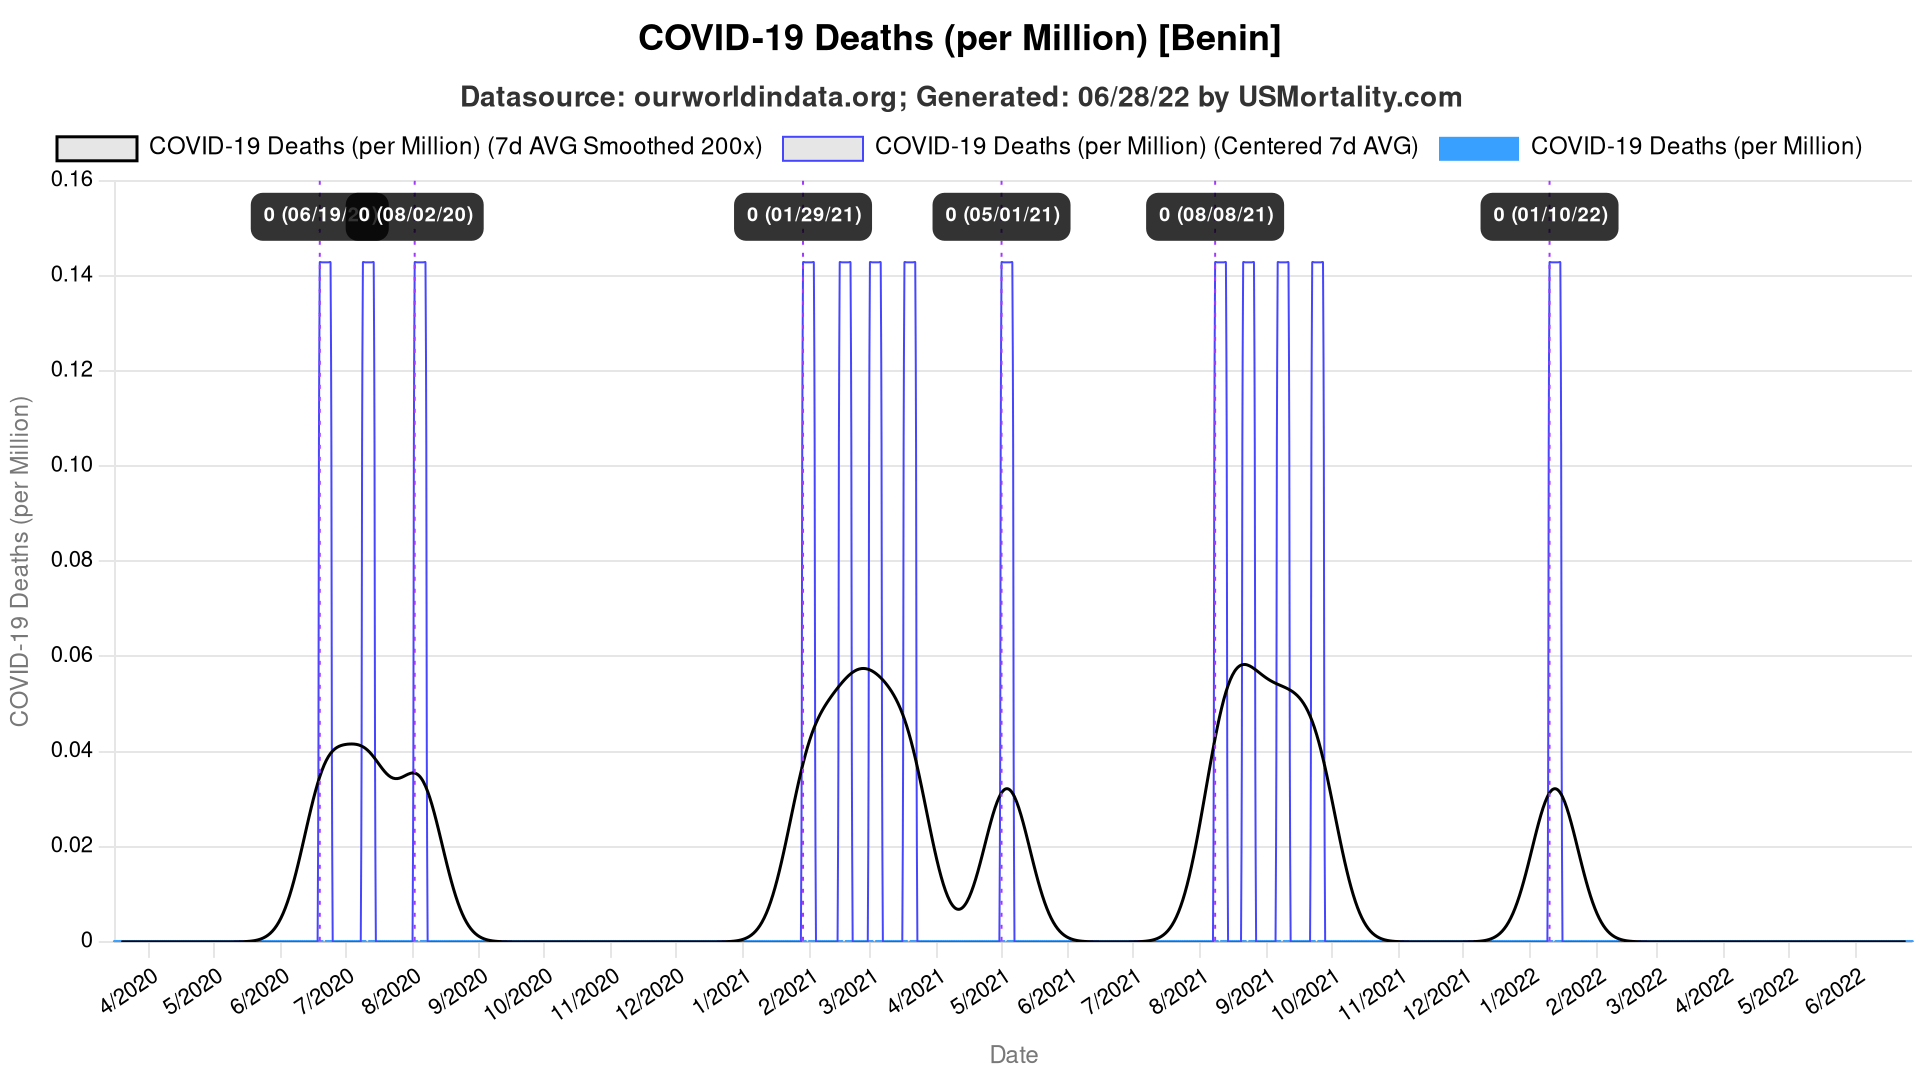 COVID-19 Deaths (per Million) [Benin]
Datasource: ourworldindata.org; Generated: 06/28/22 by USMortality.com
COVID-19 Deaths (per Million) (7d AVG Smoothed 200x) COVID-19 Deaths (per Million) (Centered 7d AVG) COVID-19 Deaths (per Million)
0 (06/19/ 0 (08/02/20) 0 (01/29/21) 0 (05/01/21) 0 (08/08/21) 0 (01/10/22)
0.16
0.14
0.12
0.10
0.08
0.06
0.04
0.02
0
COVID-19 Deaths (per Million)
4/2020 5/2020 6/2020 7/2020 8/2020 9/2020 10/2020 11/2020 12/2020 1/2021 2/2021 3/2021 4/2021 5/2021 6/2021 7/2021 8/2021 9/2021 10/2021 11/2021 12/2021 1/2022 2/2022 3/2022 4/2022 5/2022 6/2022
Date